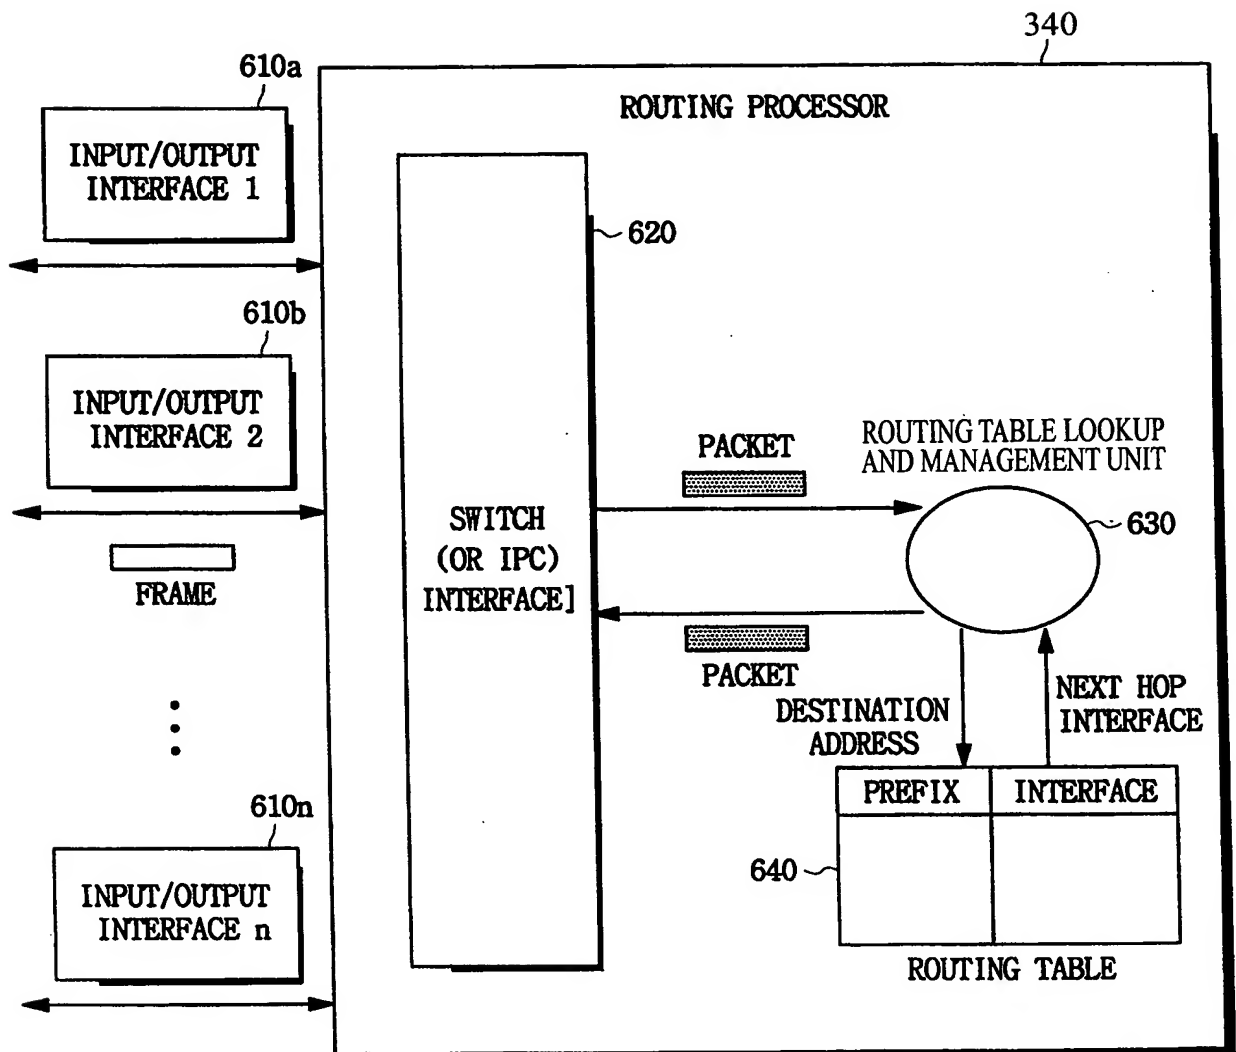 340
610a
ROUTING PROCESSOR
INPUT/OUTPUT
INTERFACE 1
620
610b
INPUT/OUTPUT
INTERFACE 2
PACKET
ROUTING TABLE LOOKUP
AND MANAGEMENT UNIT
SWITCH
(OR IPC)
INTERFACE]
630
FRAME
PACKET
DESTINATION
ADDRESS
NEXT HOP
INTERFACE
PREFIX
INTERFACE
610n
640
INPUT/OUTPUT
INTERFACE n
ROUTING TABLE